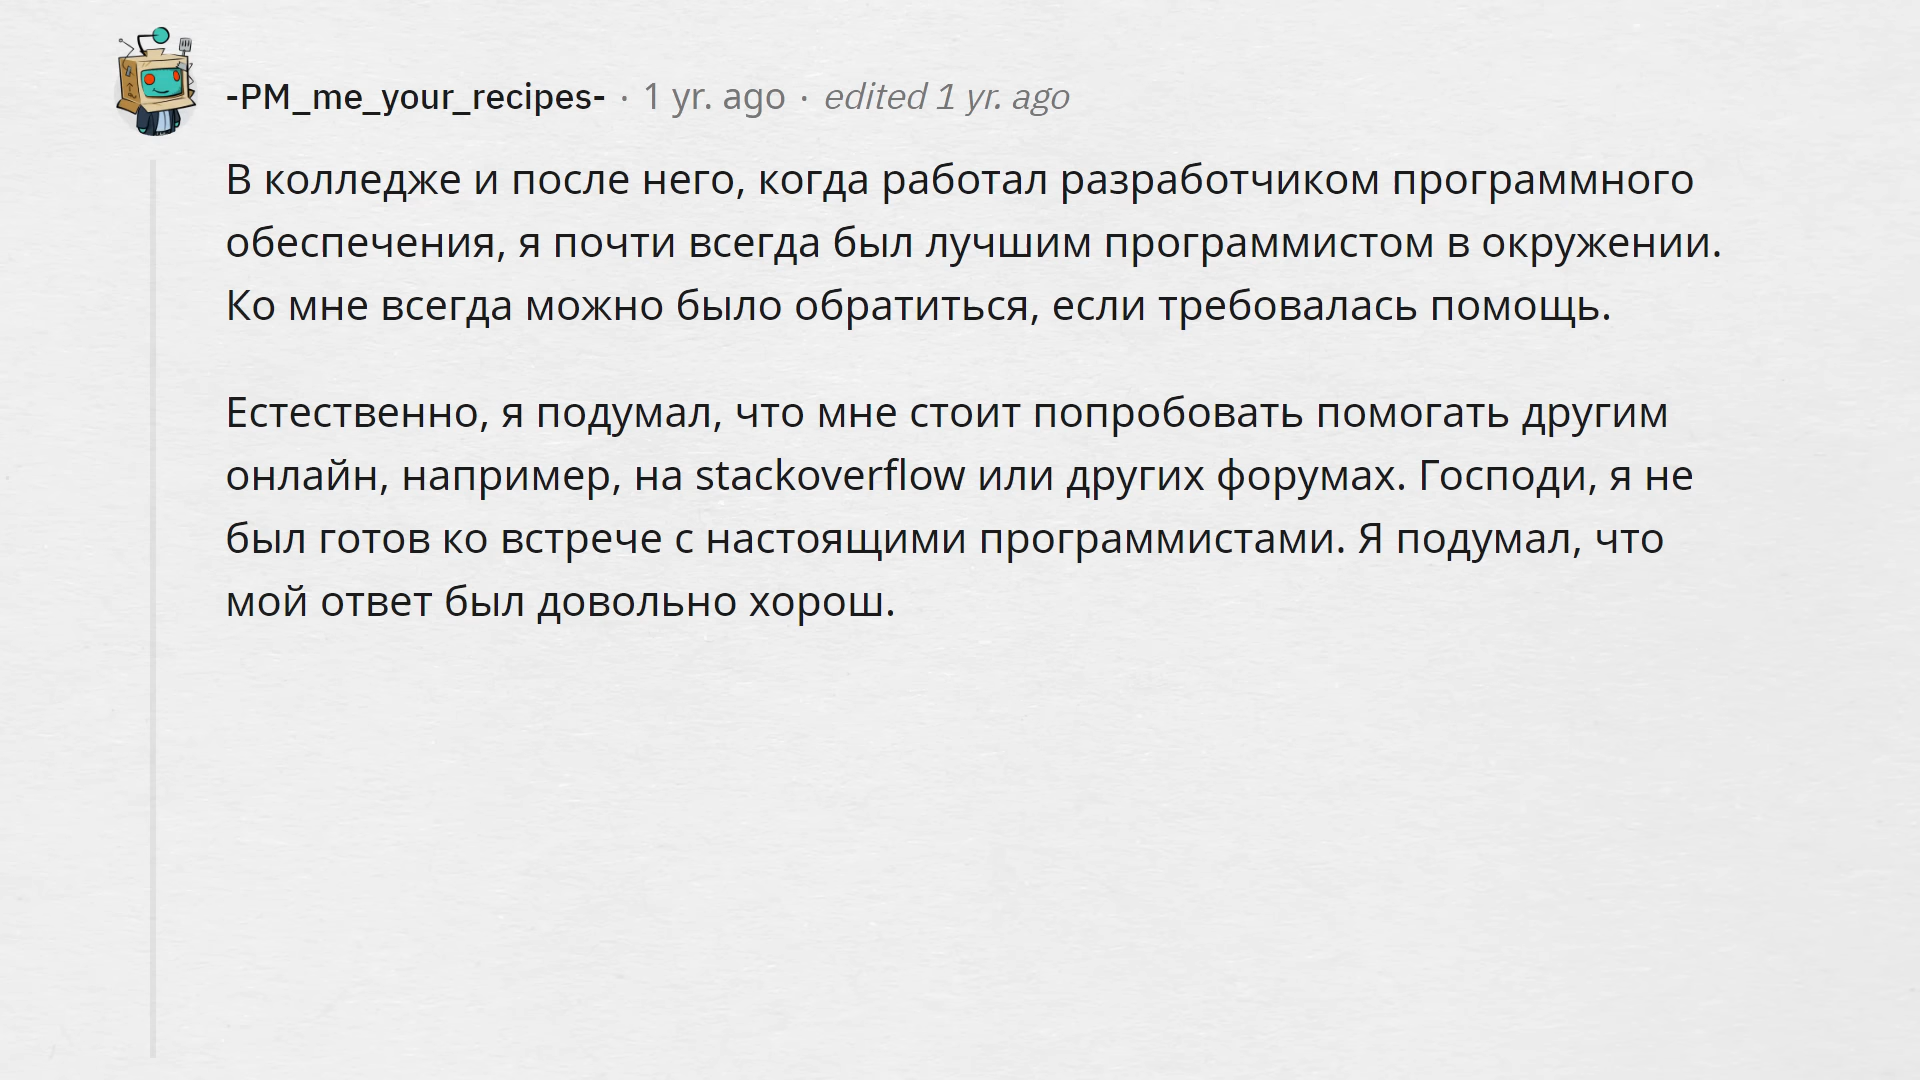 -PM_me_your_recipes- · 1 yr. ago · edited 1 yr. ago
В колледже и после него, когда работал разработчиком программного
обеспечения, я почти всегда был лучшим программистом в окружении.
Ко мне всегда можно было обратиться, если требовалась помощь.
Естественно, я подумал, что мне стоит попробовать помогать другим
онлайн, например, на stackoverflow или других форумах. Господи, я не
был готов ко встрече с настоящими программистами. Я подумал, что
мой ответ был довольно хорош.